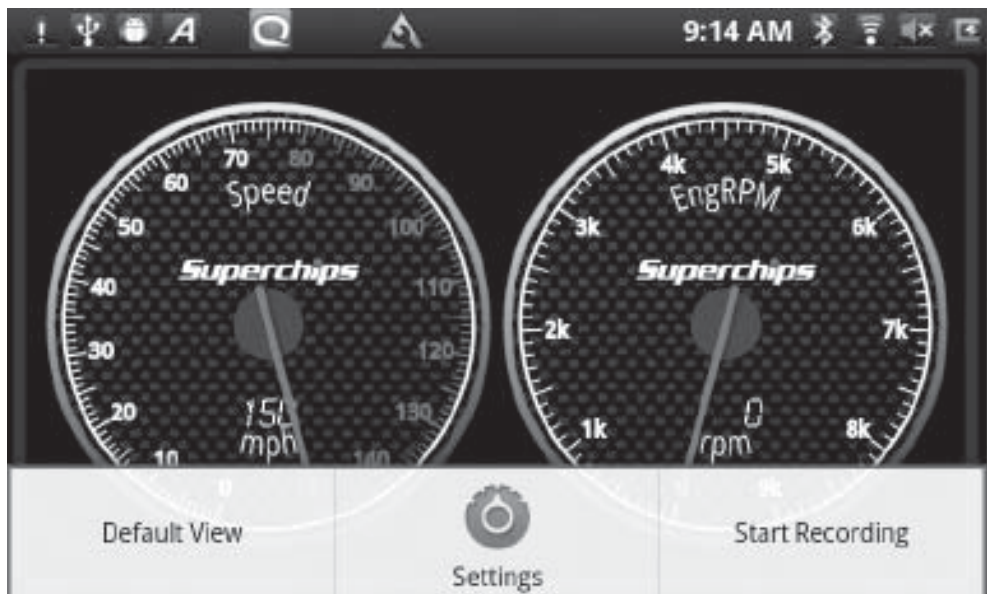 9:14 AM
70 80
60 90
Speed
50 100
Superchips
40 110
30 120
20 130
mph
10 140
0
4k 5k
EngRPM
3k 6k
Superchips
2k 7k
0
1k 8k
rpm
9k
Default View
Settings
Start Recording